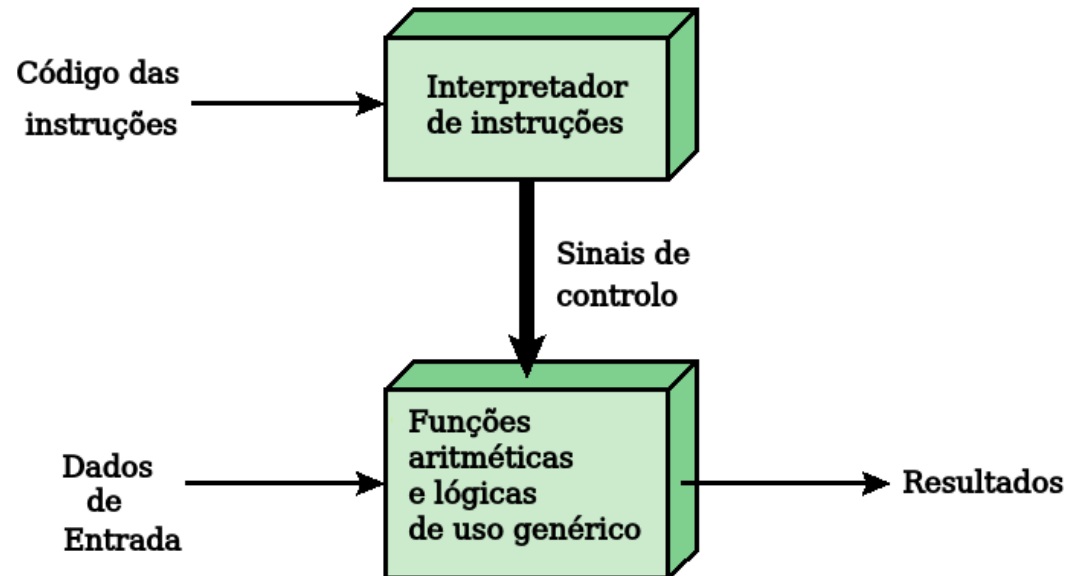 Código das
instruções
Interpretador
de instruções
Sinais de
controlo
Dados
de
Entrada
Funções
aritméticas
e lógicas
de uso genérico
Resultados